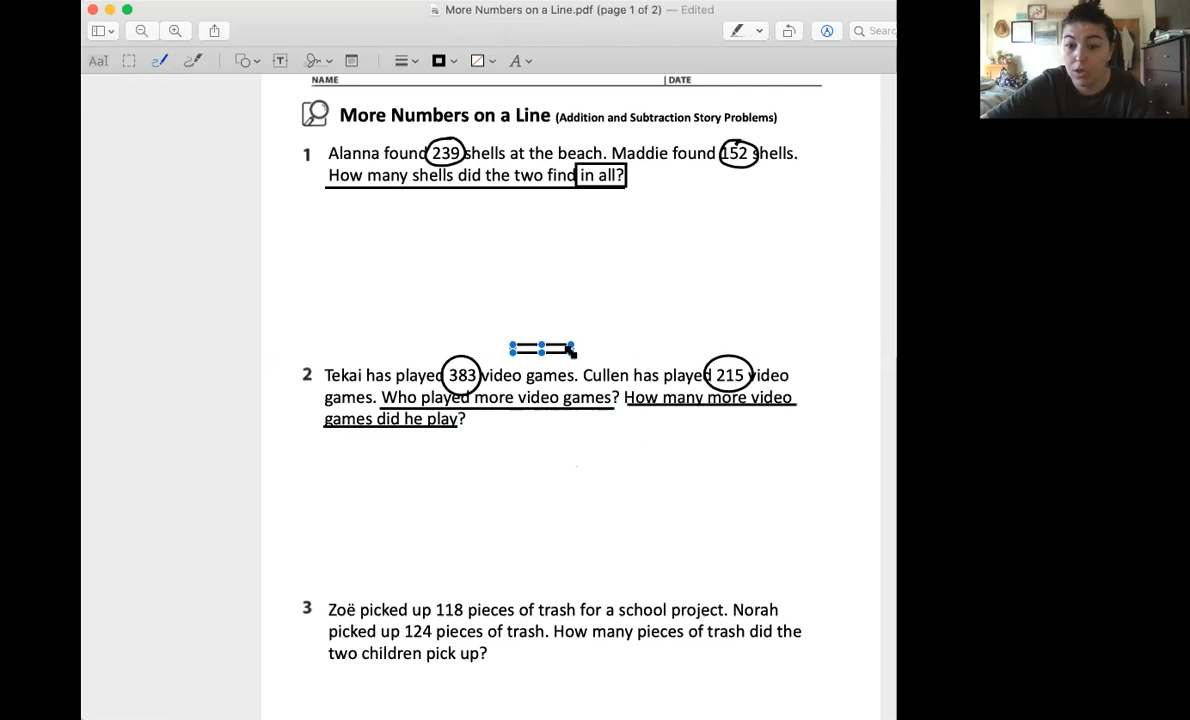 More Numbers on a Line.pdf (page 1 of 2) — Edited
AaI
A
NAME | DATE
More Numbers on a Line (Addition and Subtraction Story Problems)
1 Alanna found 239 shells at the beach. Maddie found 152 shells.
How many shells did the two find in all?
2 Tekai has played 383 video games. Cullen has played 215 video
games. Who played more video games? How many more video
games did he play?
3 Zoë picked up 118 pieces of trash for a school project. Norah
picked up 124 pieces of trash. How many pieces of trash did the
two children pick up?